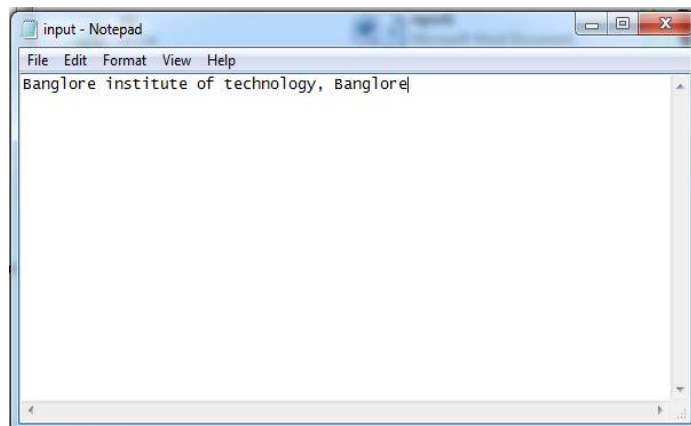 input - Notepad
File Edit Format View Help
Banglore institute of technology, Banglore